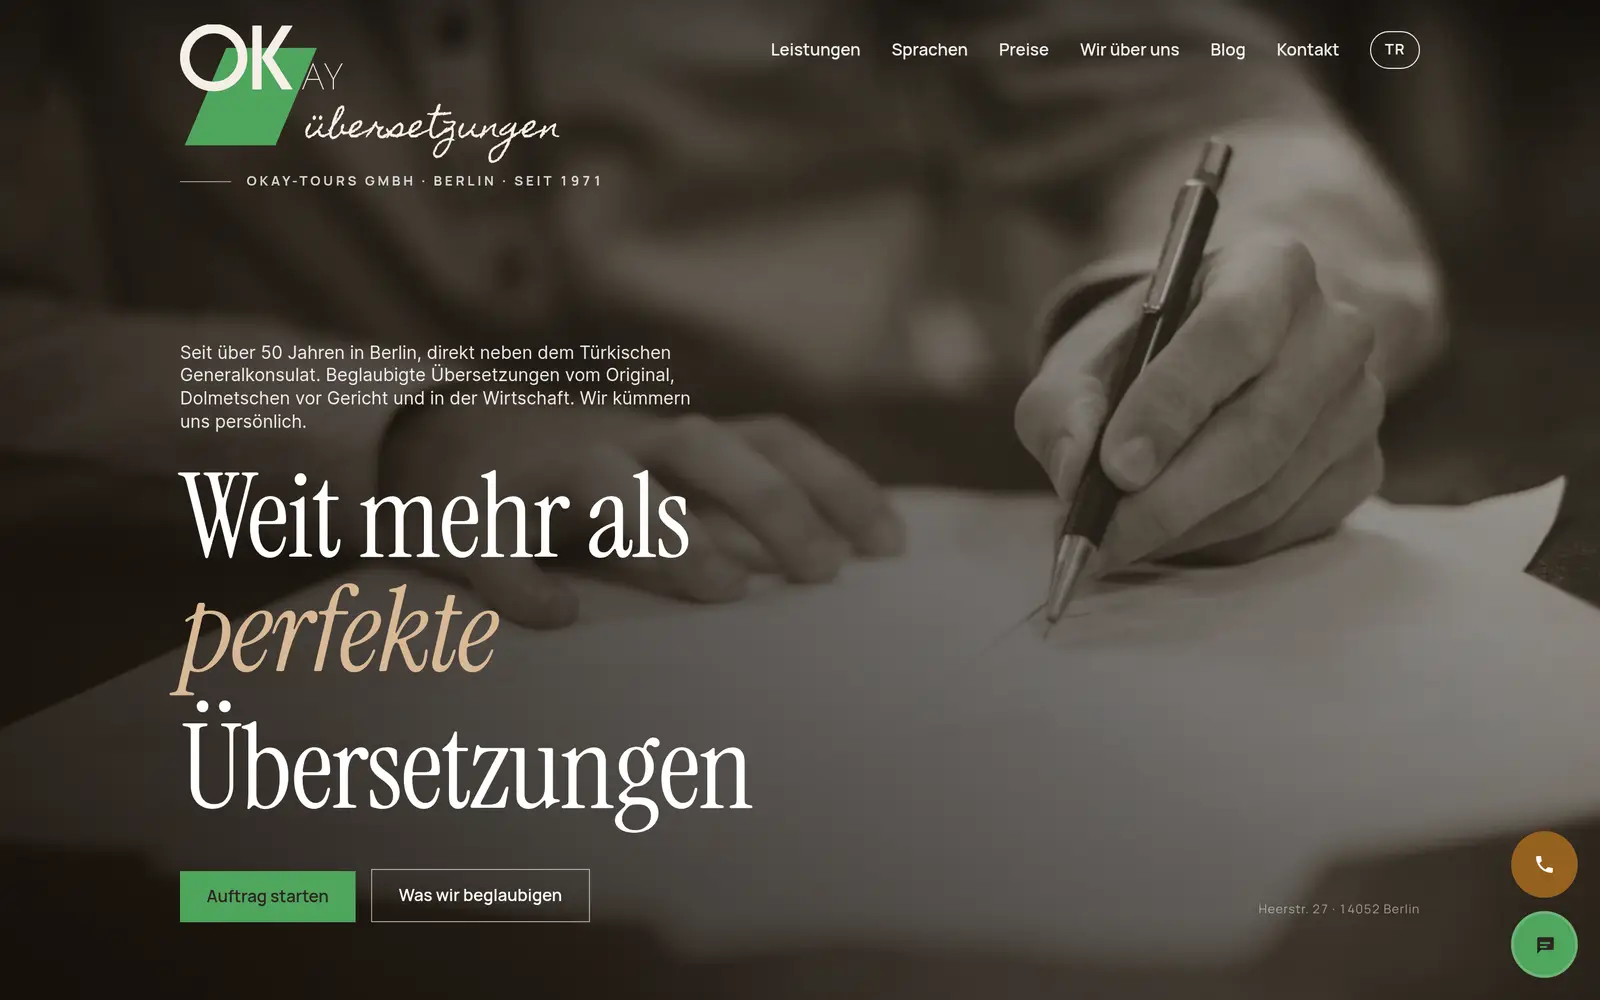 OKAY
übersetzungen
OKAY-TOURS GMBH · BERLIN · SEIT 1971
Leistungen Sprachen Preise Wir über uns Blog Kontakt TR
Seit über 50 Jahren in Berlin, direkt neben dem Türkischen
Generalkonsulat. Beglaubigte Übersetzungen vom Original,
Dolmetschen vor Gericht und in der Wirtschaft. Wir kümmern
uns persönlich.
Weit mehr als
perfekte
Übersetzungen
Auftrag starten Was wir beglaubigen
Heerstr. 27 · 14052 Berlin